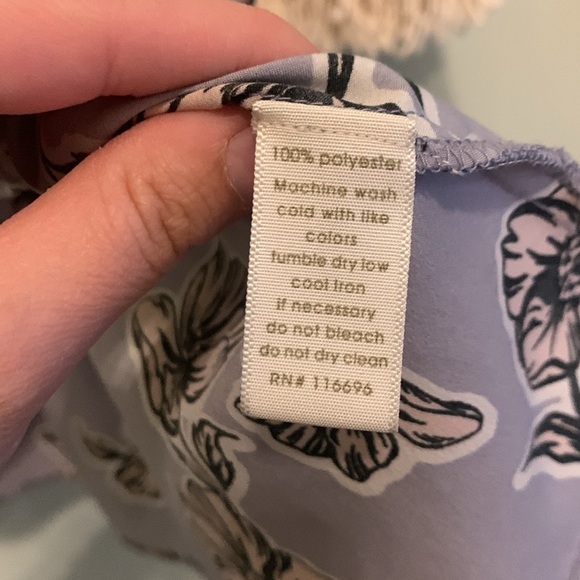 100% polyester
Machine wash
cold with like
colors
tumble dry low
cool iron
if necessary
do not bleach
do not dry clean
RN# 116696